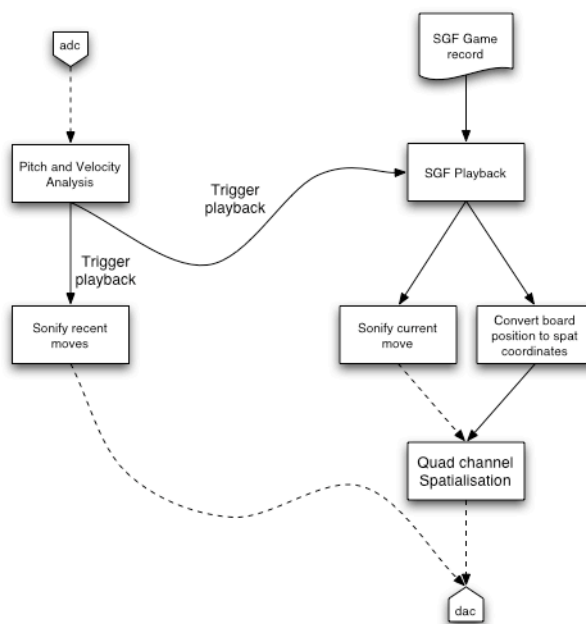 adc
SGF Game
record
Pitch and Velocity
Analysis
Trigger
playback
SGF Playback
Trigger
playback
Sonify recent
moves
Sonify current
move
Convert board
position to spat
coordinates
Quad channel
Spatialisation
dac